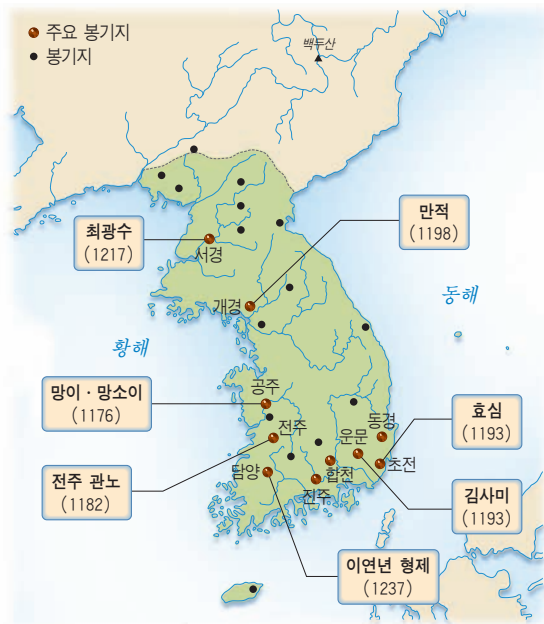 주요 봉기지
봉기지
백두산
만적
(1198)
최광수
(1217)
서경
개경
동해
황해
망이·망소이
(1176)
공주
전주
동경
운문
효심
(1193)
초전
합천
담양
진주
전주 관노
(1182)
김사미
(1193)
이연년 형제
(1237)